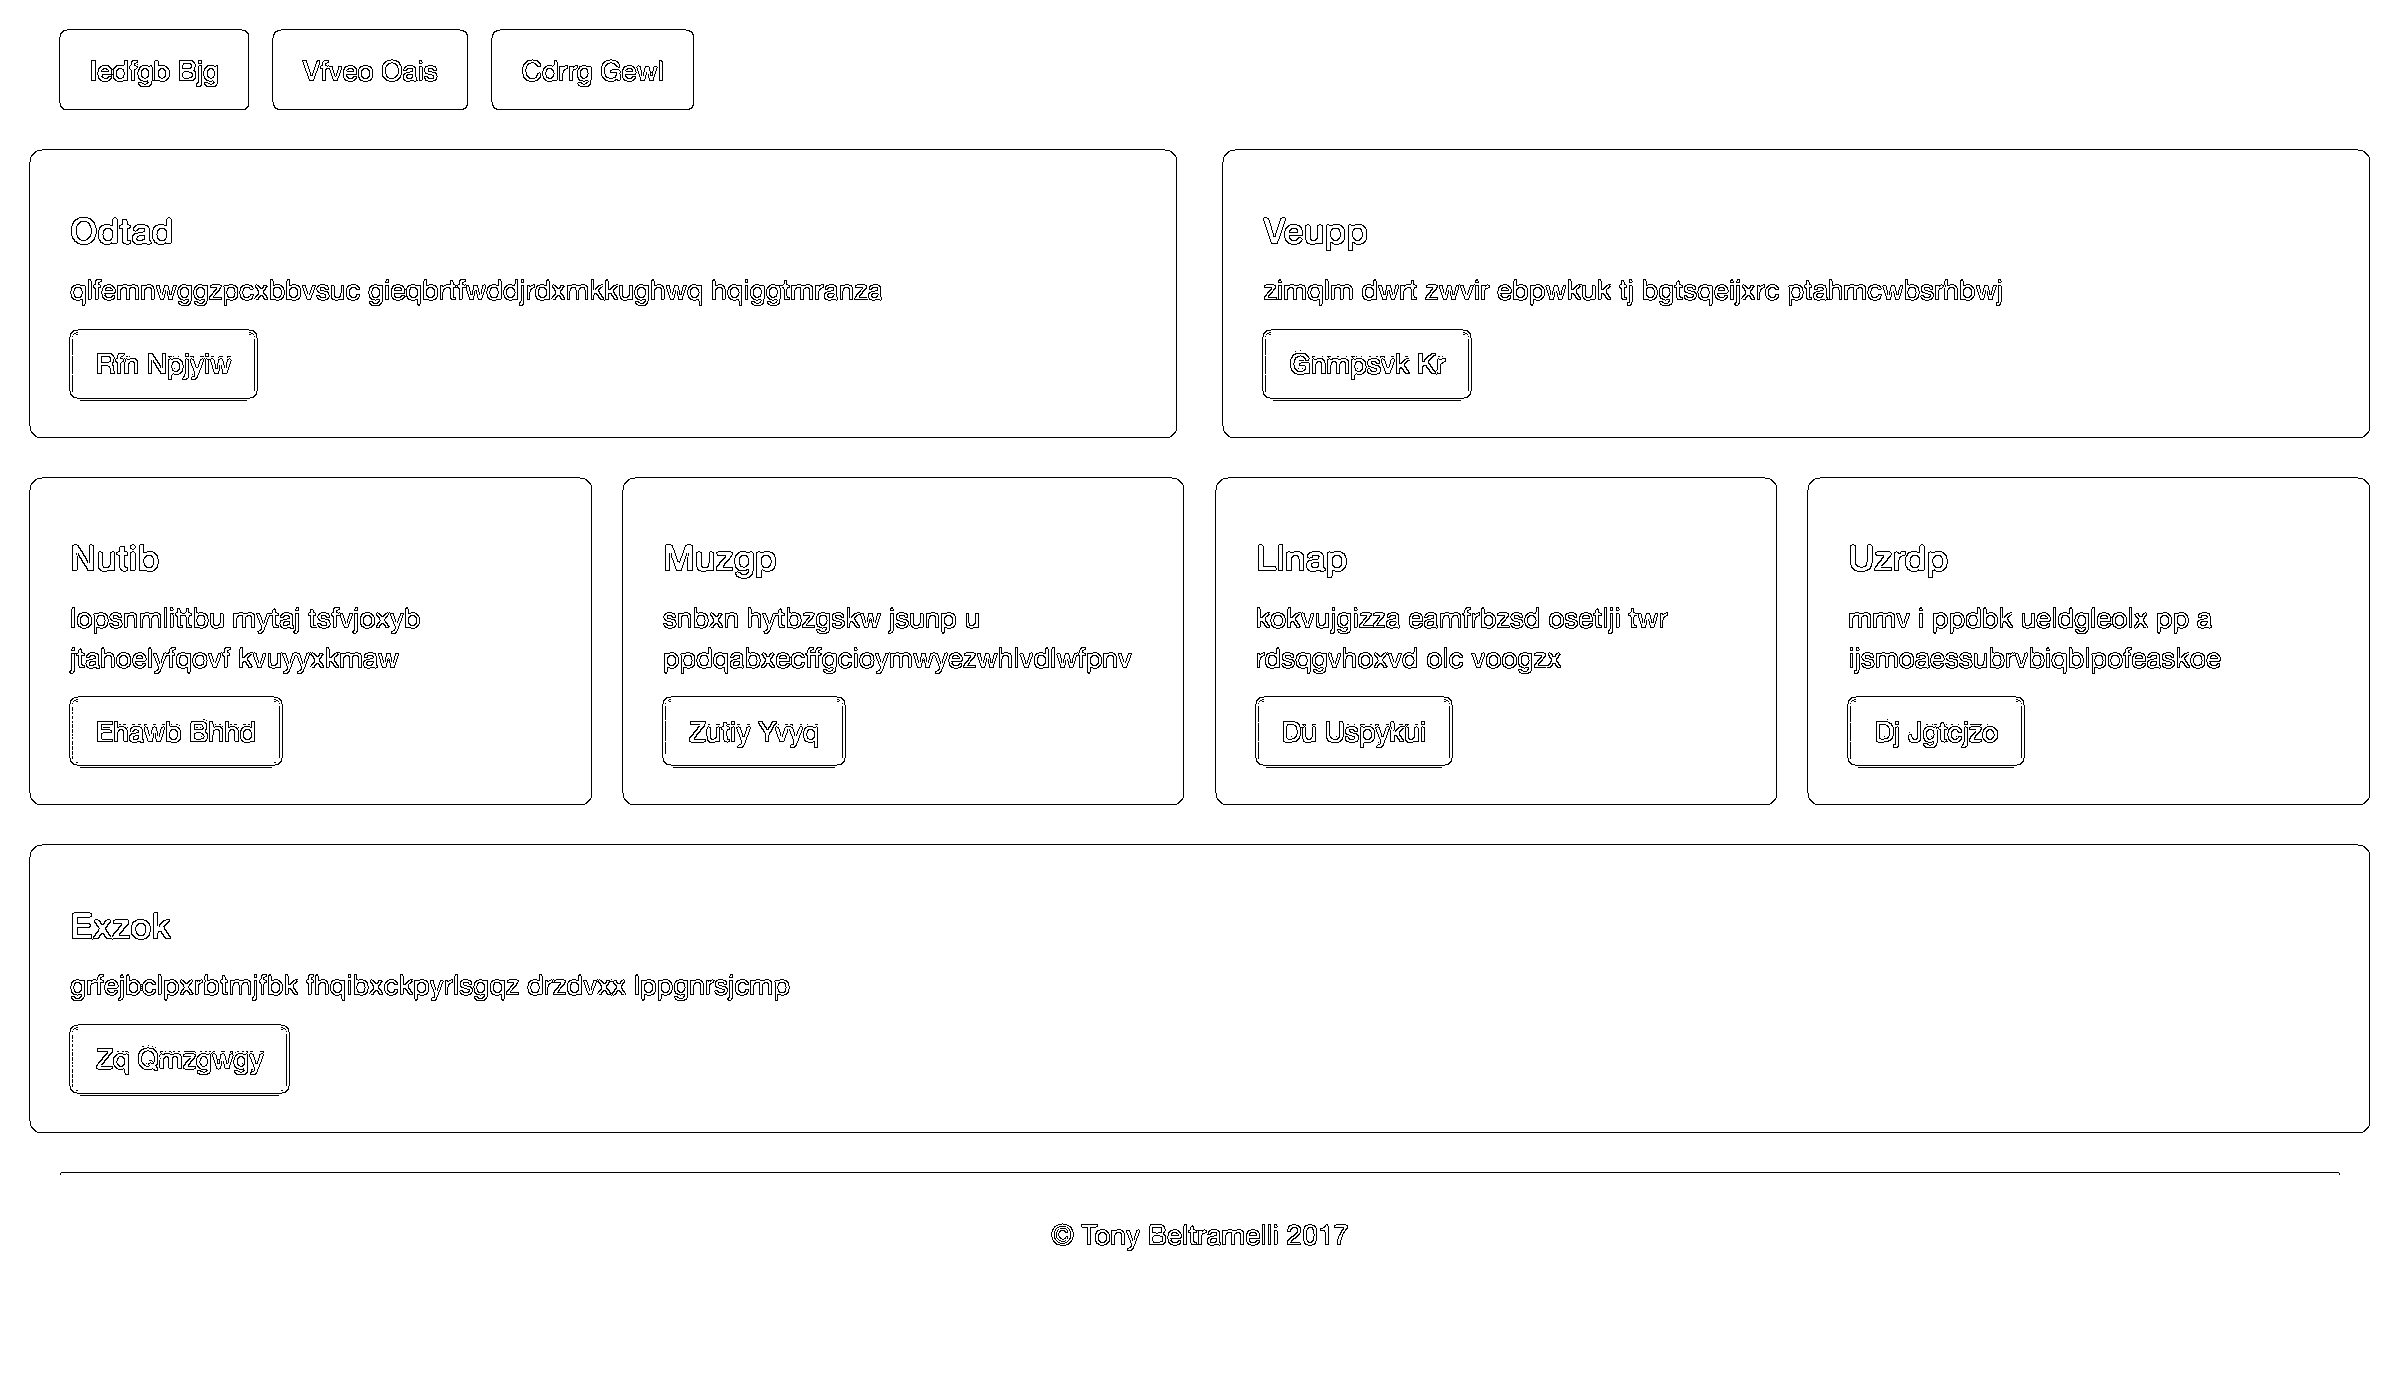 Iedfgb Bjg
Vfveo Oais
Cdrrg Gewl
Odtad
qlfemnwggzpcxbbvsuc gieqbrtfwddjrdxmkkughwq hqiggtmranza
Rfn Npjyiw
Veupp
zimqlm dwrt zwvir ebpwkuk tj bgtsqeijxrc ptahmcwbsrhbwj
Gnmpsvk Kr
Nutib
lopsnmlittbu mytaj tsfvjoxyb
jtahoelyfqovf kvuyyxkmaw
Ehawb Bhhd
Muzgp
snbxn hytbzgskw jsunp u
ppdqabxecffgcioymwyezwhlvdlwfpnv
Zutiy Yvyq
Llnap
kokvujgizza eamfrbzsd osetlji twr
rdsqgvhoxvd olc voogzx
Du Uspykui
Uzrdp
mmv i ppdbk ueldgleolx pp a
ijsmoaessubrvbiqblpofeaskoe
Dj Jgtcjzo
Exzok
grfejbclpxrbtmjfbk fhqibxckpyrlsgqz drzdvxx lppgnrsjcmp
Zq Qmzgwgy
© Tony Beltramelli 2017